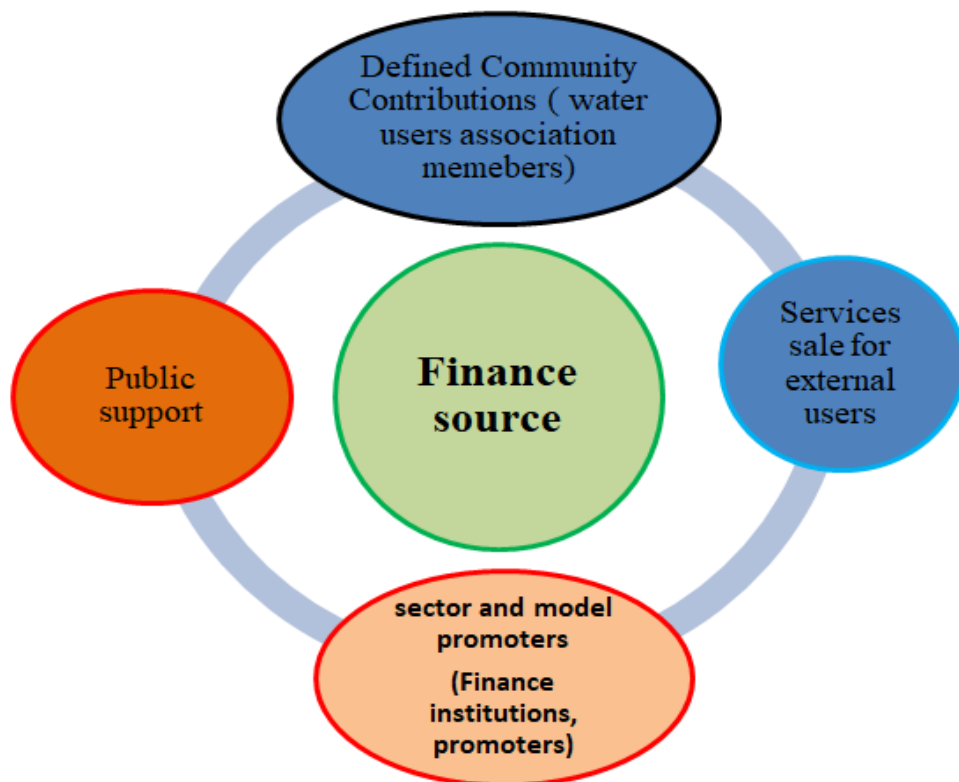 Defined Community
Contributions ( water
users association
memebers)
Services
sale for
external
users
Public
support
Finance
source
sector and model
promoters
(Finance
institutions,
promoters)